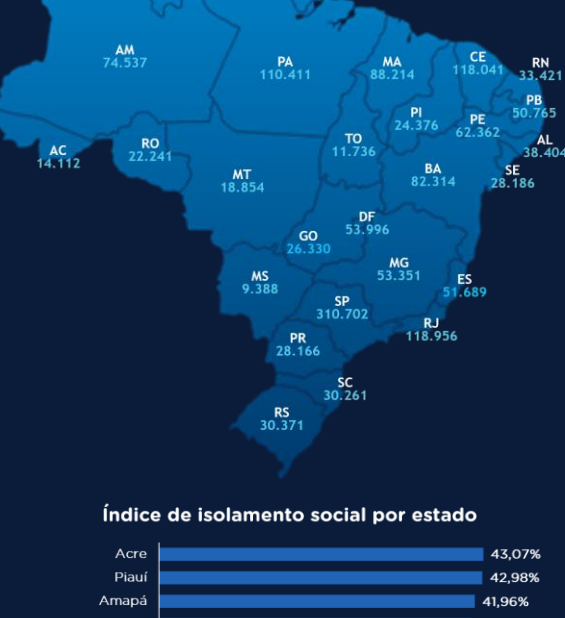 AM
74.537
PA
110.411
MA
88.214
CE
118.041
RN
33.421
PI
24.376
PB
50.765
PE
62.362
AL
38.404
AC
14.112
RO
22.241
TO
11.736
MT
18.854
BA
82.314
SE
28.186
DF
53.996
GO
26.330
MG
53.351
MS
9.388
ES
51.689
SP
310.702
RJ
118.956
PR
28.166
SC
30.261
RS
30.371
Índice de isolamento social por estado
Acre 43,07%
Piauí 42,98%
Amapá 41,96%